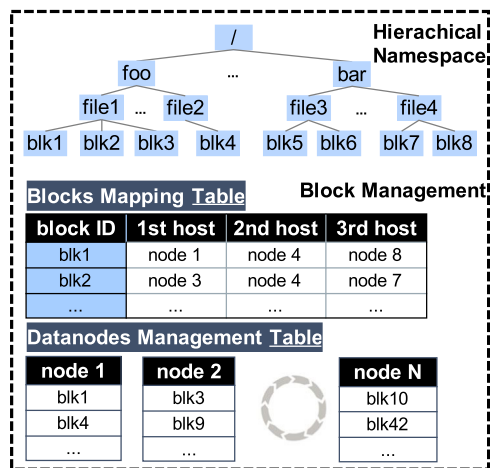 /
Hierachical
Namespace
foo ... bar
file1 ... file2 file3 ... file4
blk1 blk2 blk3 blk4 blk5 blk6 blk7 blk8
Blocks Mapping Table
Block Management
block ID 1st host 2nd host 3rd host
blk1 node 1 node 4 node 8
blk2 node 3 node 4 node 7
... ... ... ...
Datanodes Management Table
node 1 node 2 node N
blk1 blk3 blk10
blk4 blk9 blk42
... ... ...